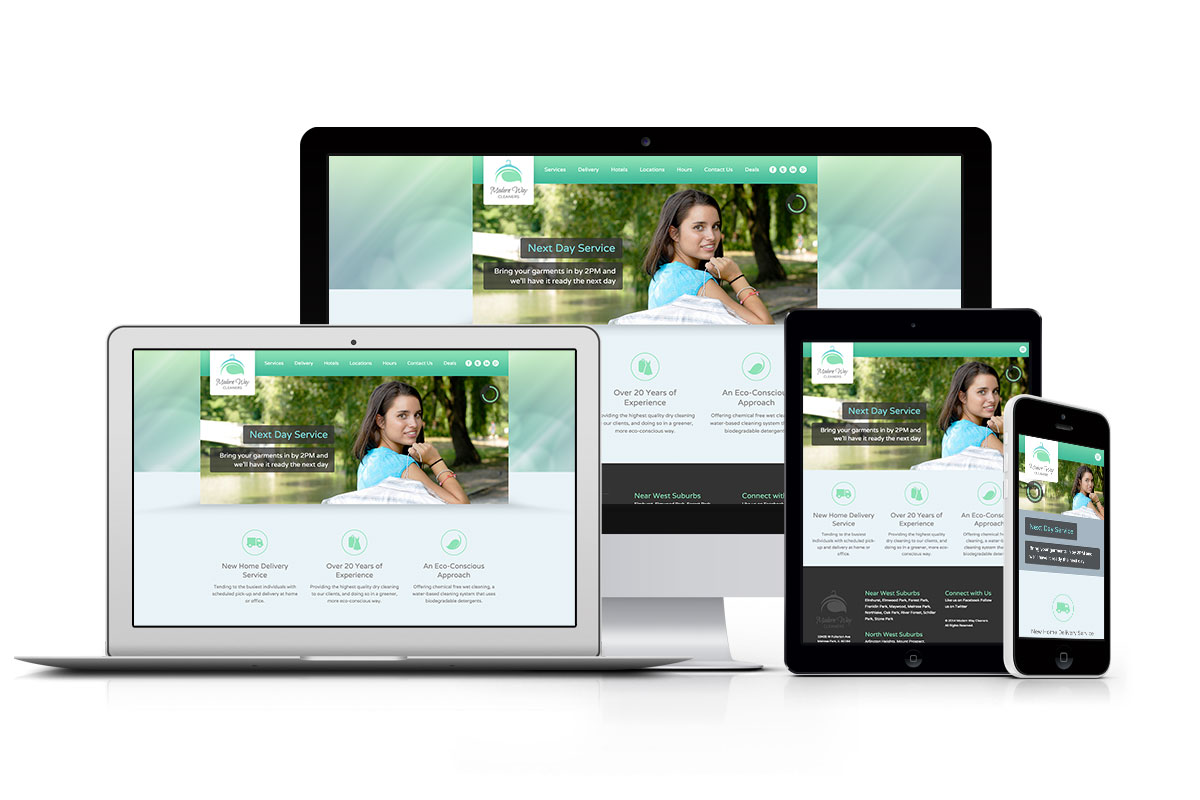 Modern Way
CLEANERS
Services Delivery Hotels Locations Hours Contact Us Deals
Next Day Service
Bring your garments in by 2PM and
we'll have it ready the next day
Over 20 Years of
Experience
oviding the highest quality dry cleaning
our clients, and doing so in a greener,
more eco-conscious way.
An Eco-Conscious
Approach
Offering chemical free wet cleaning
water-based cleaning system th
biodegradable detergent
Near West Suburbs
Connect with
Modern Way
CLEANERS
Services Delivery Hotels Locations Hours Contact Us Deals
Next Day Service
Bring your garments in by 2PM and
we'll have it ready the next day
New Home Delivery
Service
Tending to the busiest individuals with
scheduled pick-up and delivery at home
or office.
Over 20 Years of
Experience
Providing the highest quality dry cleaning
to our clients, and doing so in a greener,
more eco-conscious way.
An Eco-Conscious
Approach
Offering chemical free wet cleaning, a
water-based cleaning system that uses
biodegradable detergents.
Modern Way
CLEANERS
Next Day Service
Bring your garments in by 2PM and
we'll have it ready the next day
New Home Delivery
Service
Tending to the busiest
individuals with scheduled pick-
up and delivery at home or
office.
Over 20 Years of
Experience
Providing the highest quality dry
cleaning to our clients, and
doing so in a greener, more eco-
conscious way.
An Eco-Consc
Approach
Offering chemical free
cleaning, a water-bas
cleaning system tha
biodegradable
Modern Way
CLEANERS
Near West Suburbs
Elmhurst, Elmwood Park, Forest Park,
Franklin Park, Maywood, Melrose Park,
Northlake, Oak Park, River Forest, Schiller
Park, Stone Park
North West Suburbs
Arlington Heights, Mount Prospect
Connect with Us
Like us on Facebook Follow
us on Twitter
© 2014 Modern Way Cleaners.
All Rights Reserved.
Modern Way
CLEANERS
Next Day Service
Bring your garments in by 2PM and
we'll have it ready the next day
New Home Delivery Service